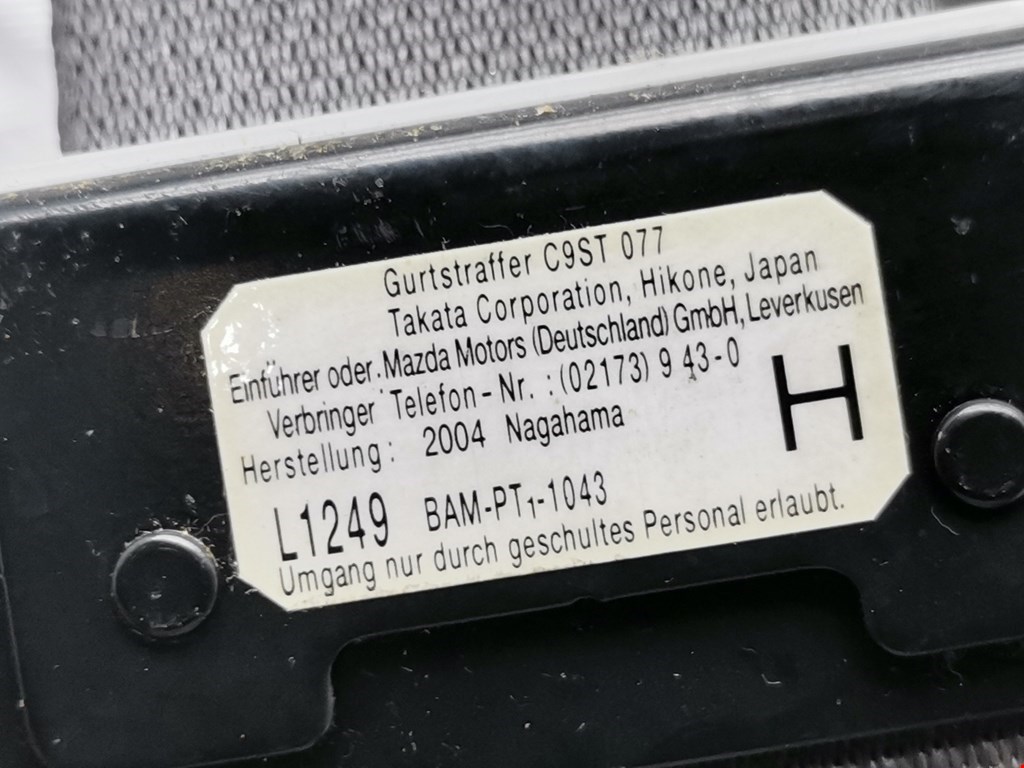 Gurtstraffer C9ST 077
Takata Corporation, Hikone, Japan
Einführer oder. Mazda Motors (Deutschland) GmbH, Leverkusen
Verbringer Telefon - Nr. : (02173) 9 43-0
Herstellung: 2004 Nagahama
H
L1249 BAM-PT1-1043
Umgang nur durch geschultes Personal erlaubt.